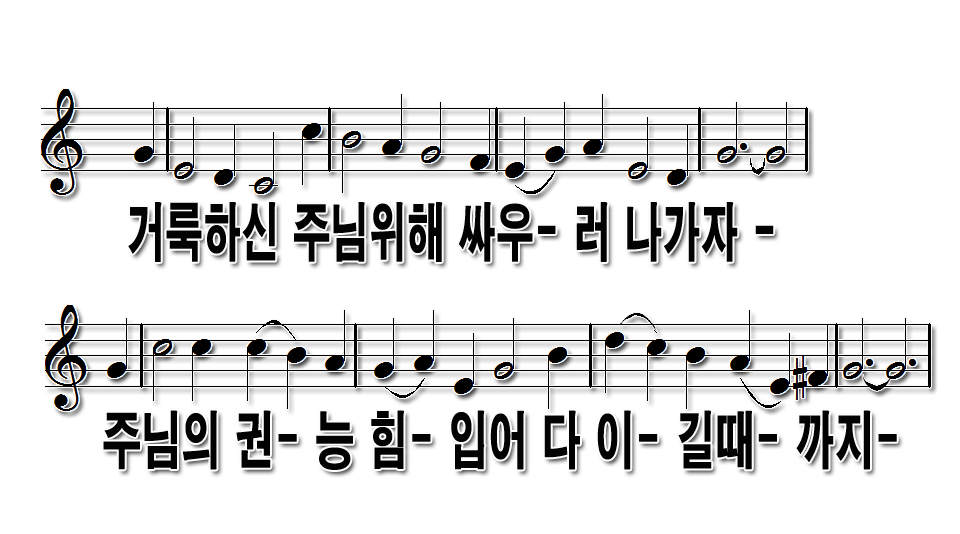 거룩하신 주님위해 싸우- 러 나가자 -
주님의 권- 능 힘- 입어 다 이- 길때- 까지-